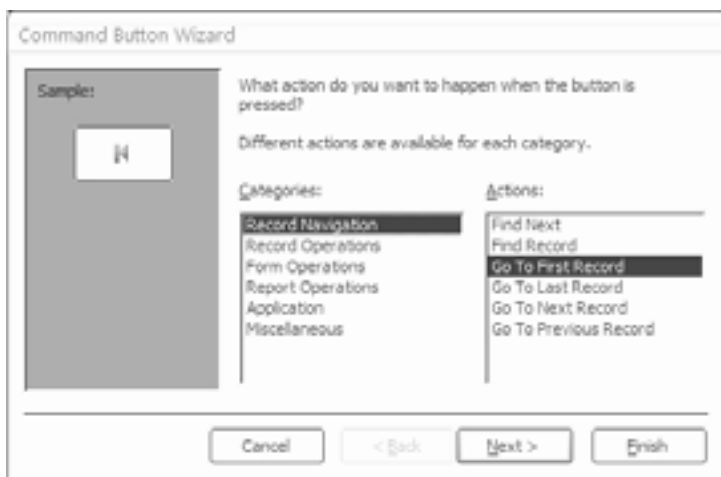 Command Button Wizard
Sample:
What action do you want to happen when the button is
pressed?
Different actions are available for each category.
Categories:
Record Navigation
Record Operations
Form Operations
Report Operations
Application
Miscellaneous
Actions:
Find Next
Find Record
Go To First Record
Go To Last Record
Go To Next Record
Go To Previous Record
Cancel
< Back
Next >
Finish